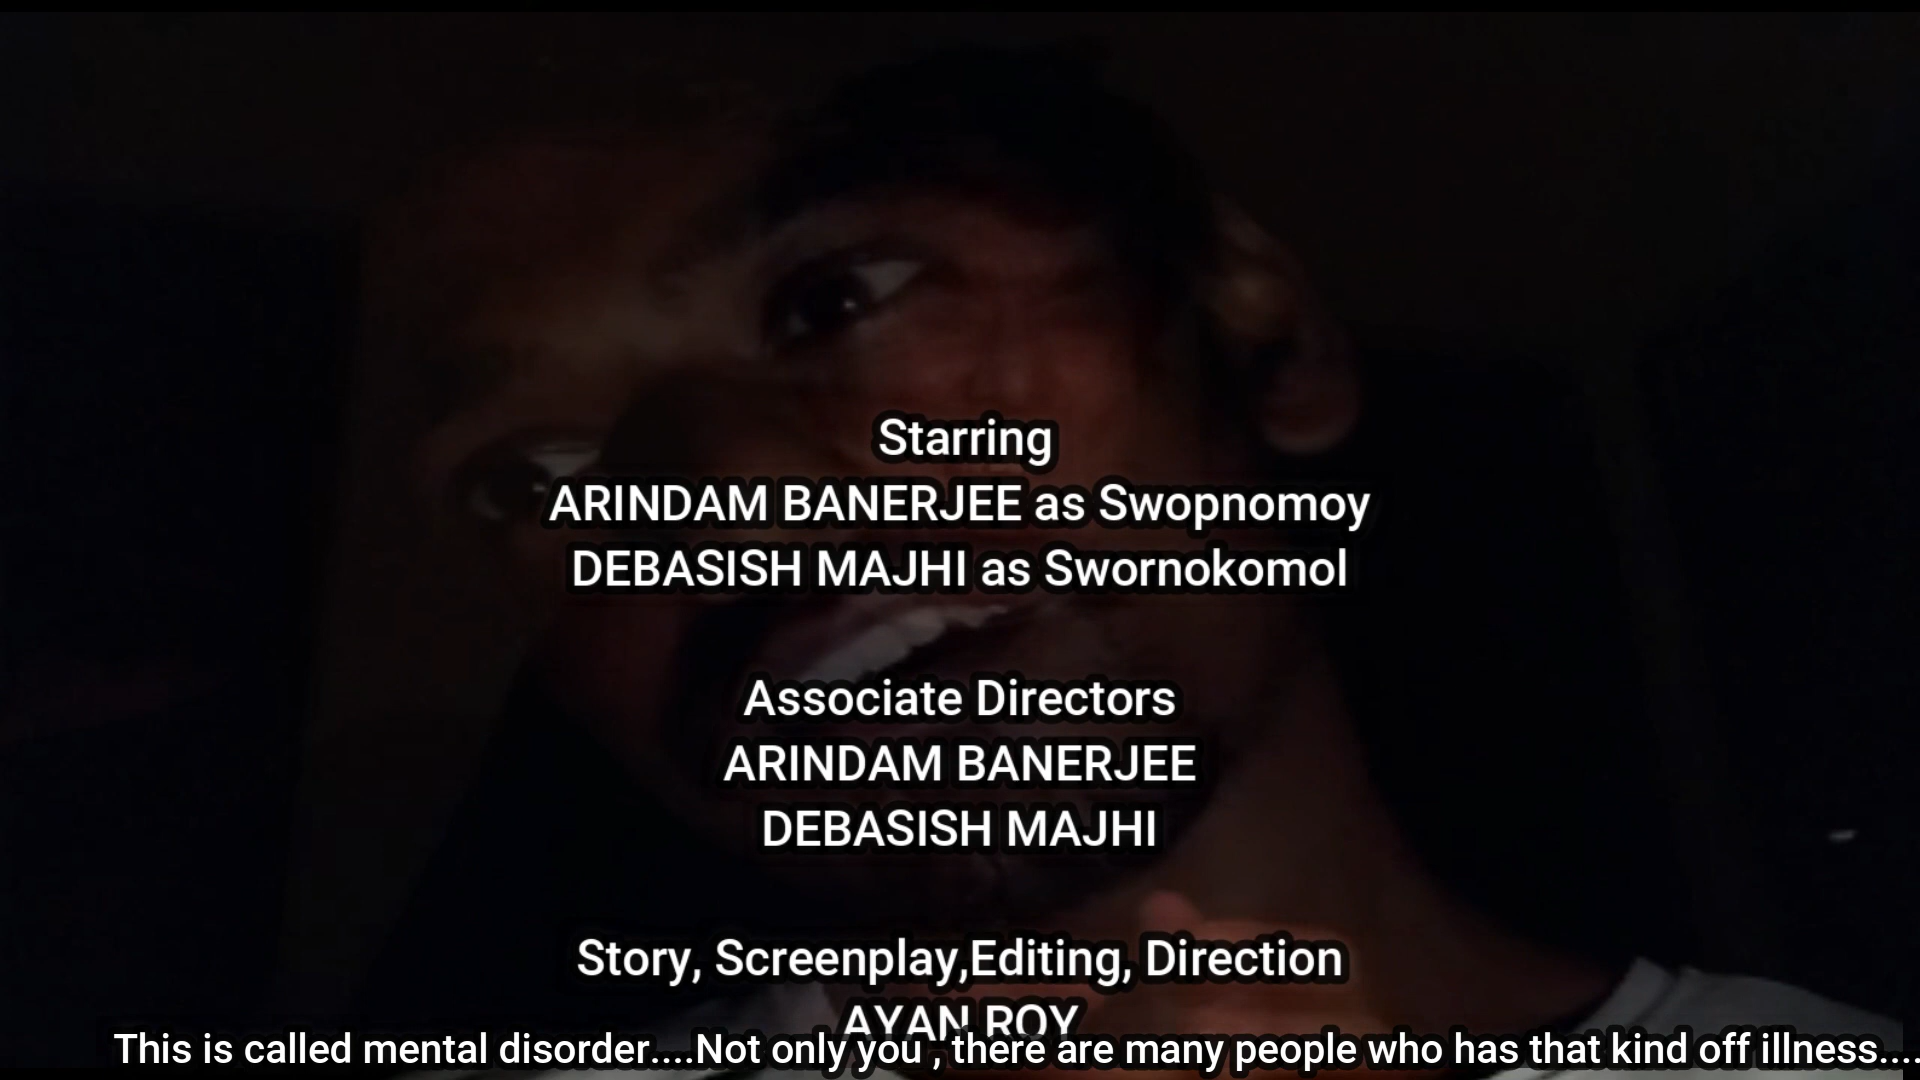 Starring
ARINDAM BANERJEE as Swopnomoy
DEBASISH MAJHI as Swornokomol
Associate Directors
ARINDAM BANERJEE
DEBASISH MAJHI
Story, Screenplay,Editing, Direction
AYAN ROY
This is called mental disorder....Not only you , there are many people who has that kind off illness....